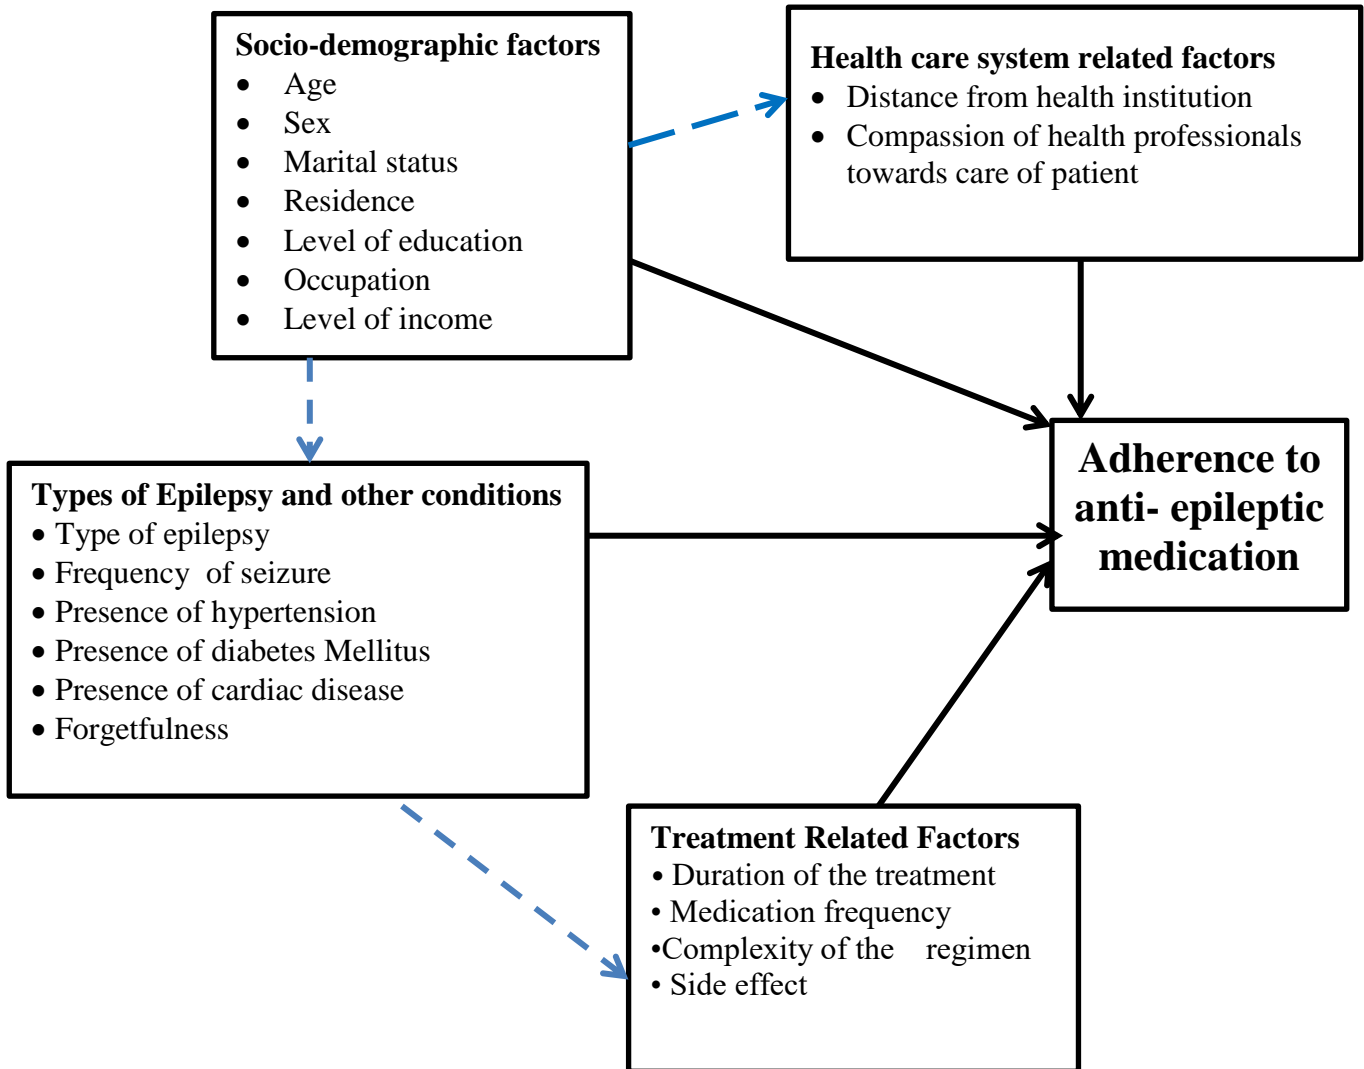 Socio-demographic factors
• Age
• Sex
• Marital status
• Residence
• Level of education
• Occupation
• Level of income
Health care system related factors
• Distance from health institution
• Compassion of health professionals
towards care of patient
Types of Epilepsy and other conditions
• Type of epilepsy
• Frequency of seizure
• Presence of hypertension
• Presence of diabetes Mellitus
• Presence of cardiac disease
• Forgetfulness
Adherence to
anti- epileptic
medication
Treatment Related Factors
• Duration of the treatment
• Medication frequency
•Complexity of the regimen
• Side effect